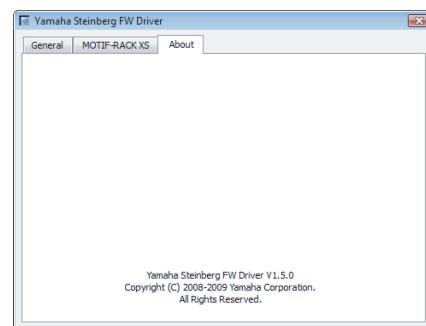 Yamaha Steinberg FW Driver
General MOTIF-RACK XS About
Yamaha Steinberg FW Driver V1.5.0
Copyright (C) 2008-2009 Yamaha Corporation.
All Rights Reserved.